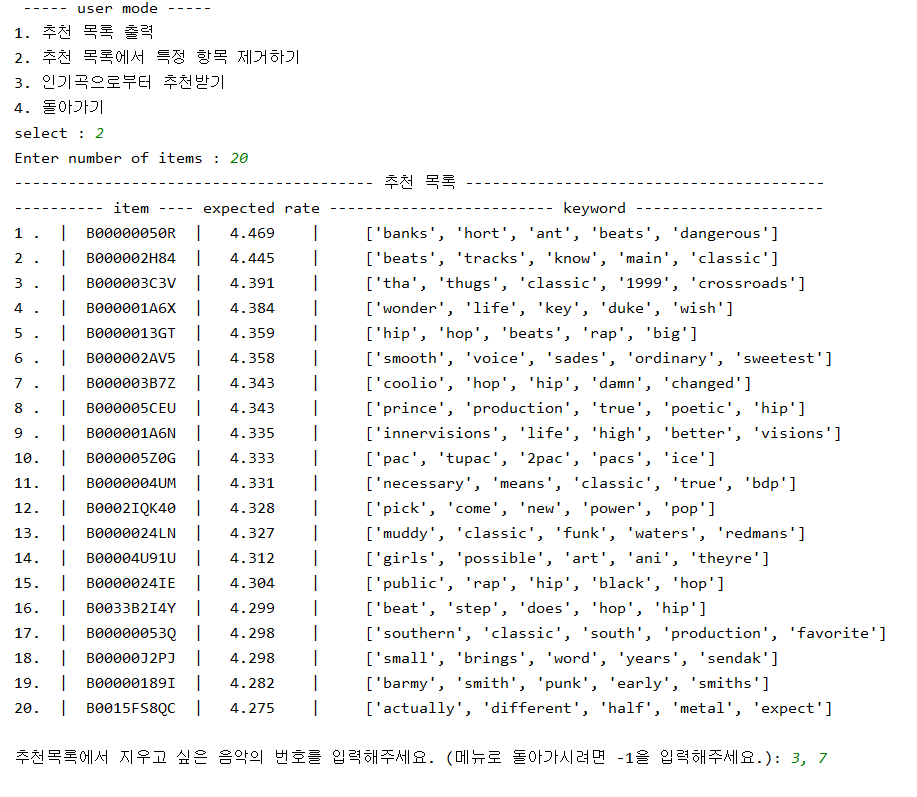 ----- user mode -----
1. 추천 목록 출력
2. 추천 목록에서 특정 항목 제거하기
3. 인기곡으로부터 추천받기
4. 돌아가기
select : 2
Enter number of items : 20
---------------------------------------- 추천 목록 ----------------------------------------
---------- item ---- expected rate ------------------------- keyword ---------------------
1 .  |  B00000050R  |   4.469    |     ['banks', 'hort', 'ant', 'beats', 'dangerous']
2 .  |  B000002H84  |   4.445    |     ['beats', 'tracks', 'know', 'main', 'classic']
3 .  |  B000003C3V  |   4.391    |     ['tha', 'thugs', 'classic', '1999', 'crossroads']
4 .  |  B000001A6X  |   4.384    |     ['wonder', 'life', 'key', 'duke', 'wish']
5 .  |  B0000013GT  |   4.359    |     ['hip', 'hop', 'beats', 'rap', 'big']
6 .  |  B000002AV5  |   4.358    |     ['smooth', 'voice', 'sades', 'ordinary', 'sweetest']
7 .  |  B000003B7Z  |   4.343    |     ['coolio', 'hop', 'hip', 'damn', 'changed']
8 .  |  B000005CEU  |   4.343    |     ['prince', 'production', 'true', 'poetic', 'hip']
9 .  |  B000001A6N  |   4.335    |     ['innervisions', 'life', 'high', 'better', 'visions']
10.  |  B000005Z0G  |   4.333    |     ['pac', 'tupac', '2pac', 'pacs', 'ice']
11.  |  B0000004UM  |   4.331    |     ['necessary', 'means', 'classic', 'true', 'bdp']
12.  |  B0002IQK40  |   4.328    |     ['pick', 'come', 'new', 'power', 'pop']
13.  |  B0000024LN  |   4.327    |     ['muddy', 'classic', 'funk', 'waters', 'redmans']
14.  |  B00004U91U  |   4.312    |     ['girls', 'possible', 'art', 'ani', 'theyre']
15.  |  B0000024IE  |   4.304    |     ['public', 'rap', 'hip', 'black', 'hop']
16.  |  B0033B2I4Y  |   4.299    |     ['beat', 'step', 'does', 'hop', 'hip']
17.  |  B00000053Q  |   4.298    |     ['southern', 'classic', 'south', 'production', 'favorite']
18.  |  B00000J2PJ  |   4.298    |     ['small', 'brings', 'word', 'years', 'sendak']
19.  |  B00000189I  |   4.282    |     ['barmy', 'smith', 'punk', 'early', 'smiths']
20.  |  B0015FS8QC  |   4.275    |     ['actually', 'different', 'half', 'metal', 'expect']
추천목록에서 지우고 싶은 음악의 번호를 입력해주세요. (메뉴로 돌아가시려면 -1을 입력해주세요.): 3, 7